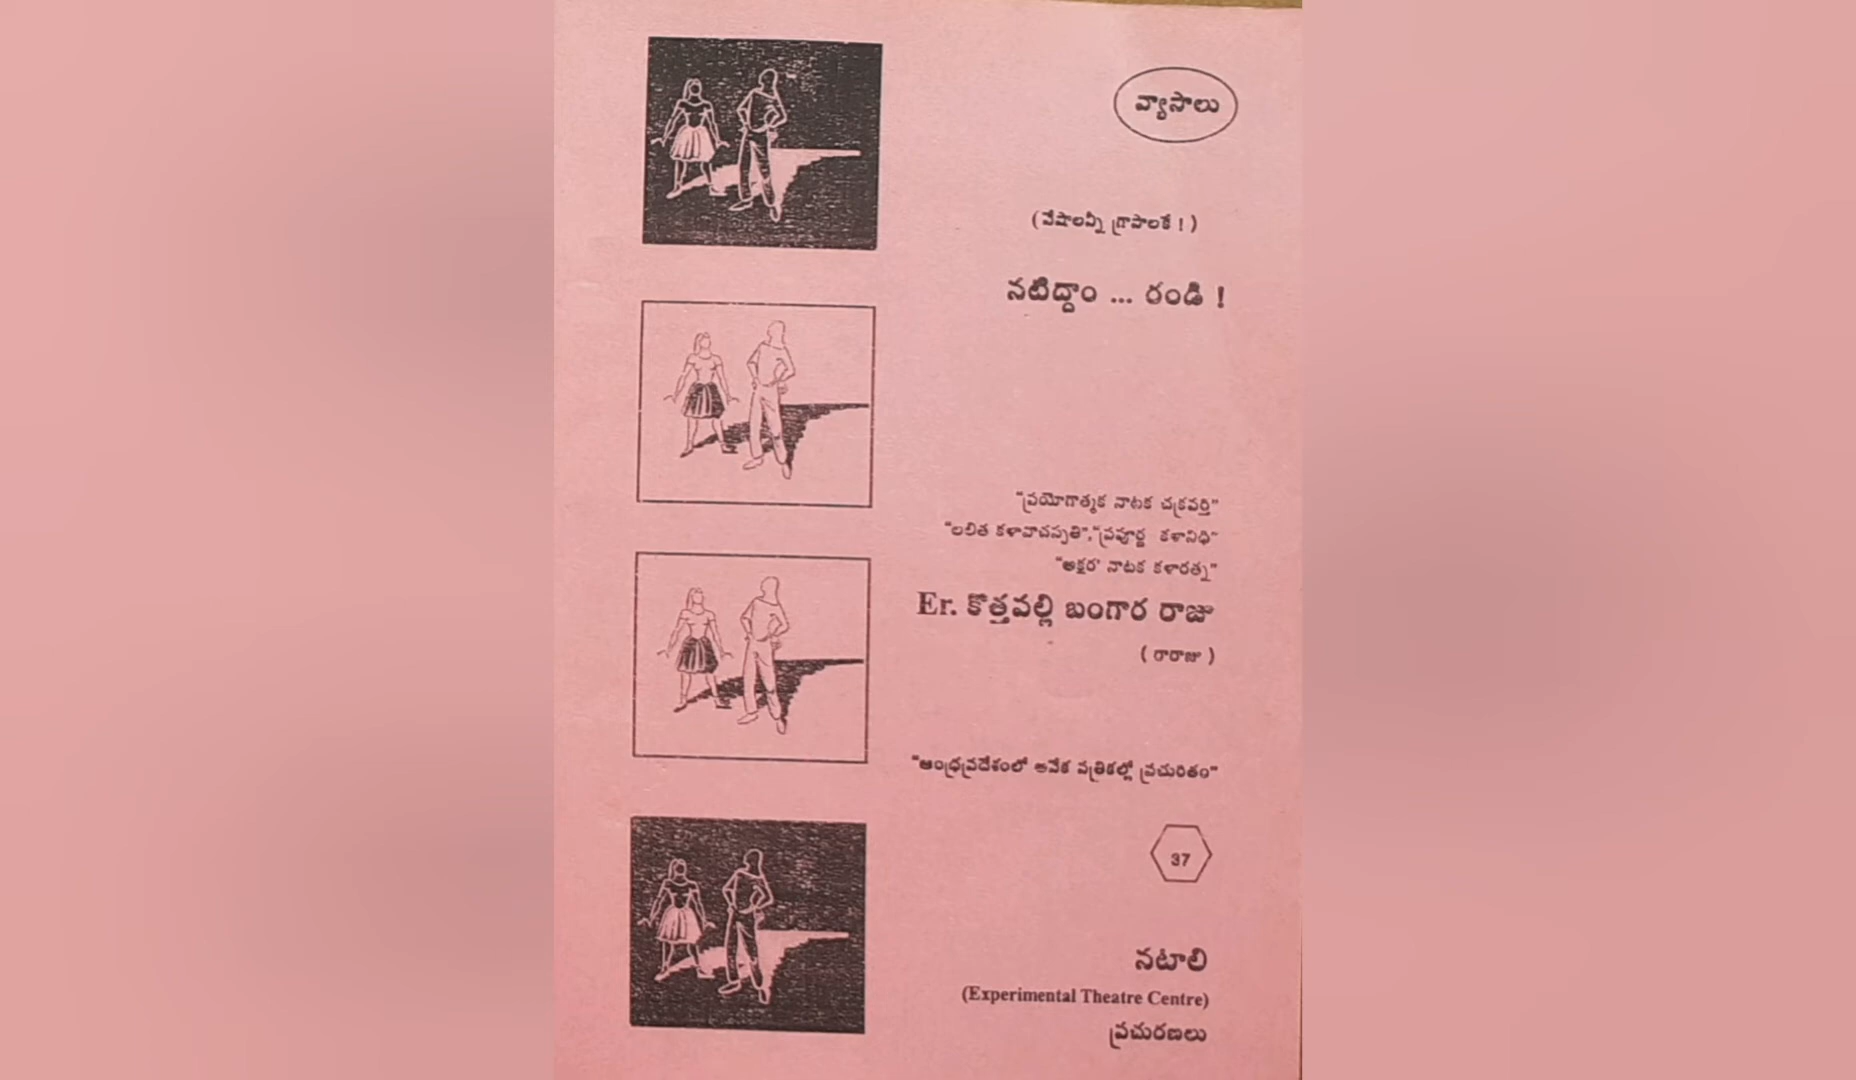 వ్యాసాలు
(వేషాలన్నీ గ్రాసాలకే ! )
నటిద్దాం ... రండి !
“ప్రయోగాత్మక నాటక చక్రవర్తి”
“లలిత కళావాచస్పతి”,“ప్రపూర్ణ కళానిధి”
“అక్షర' నాటక కళారత్న”
Er. కొత్తవల్లి బంగార రాజు
( రారాజు )
“ఆంధ్రప్రదేశంలో అనేక పత్రికల్లో ప్రచురితం”
37
నటాలి
(Experimental Theatre Centre)
ప్రచురణలు